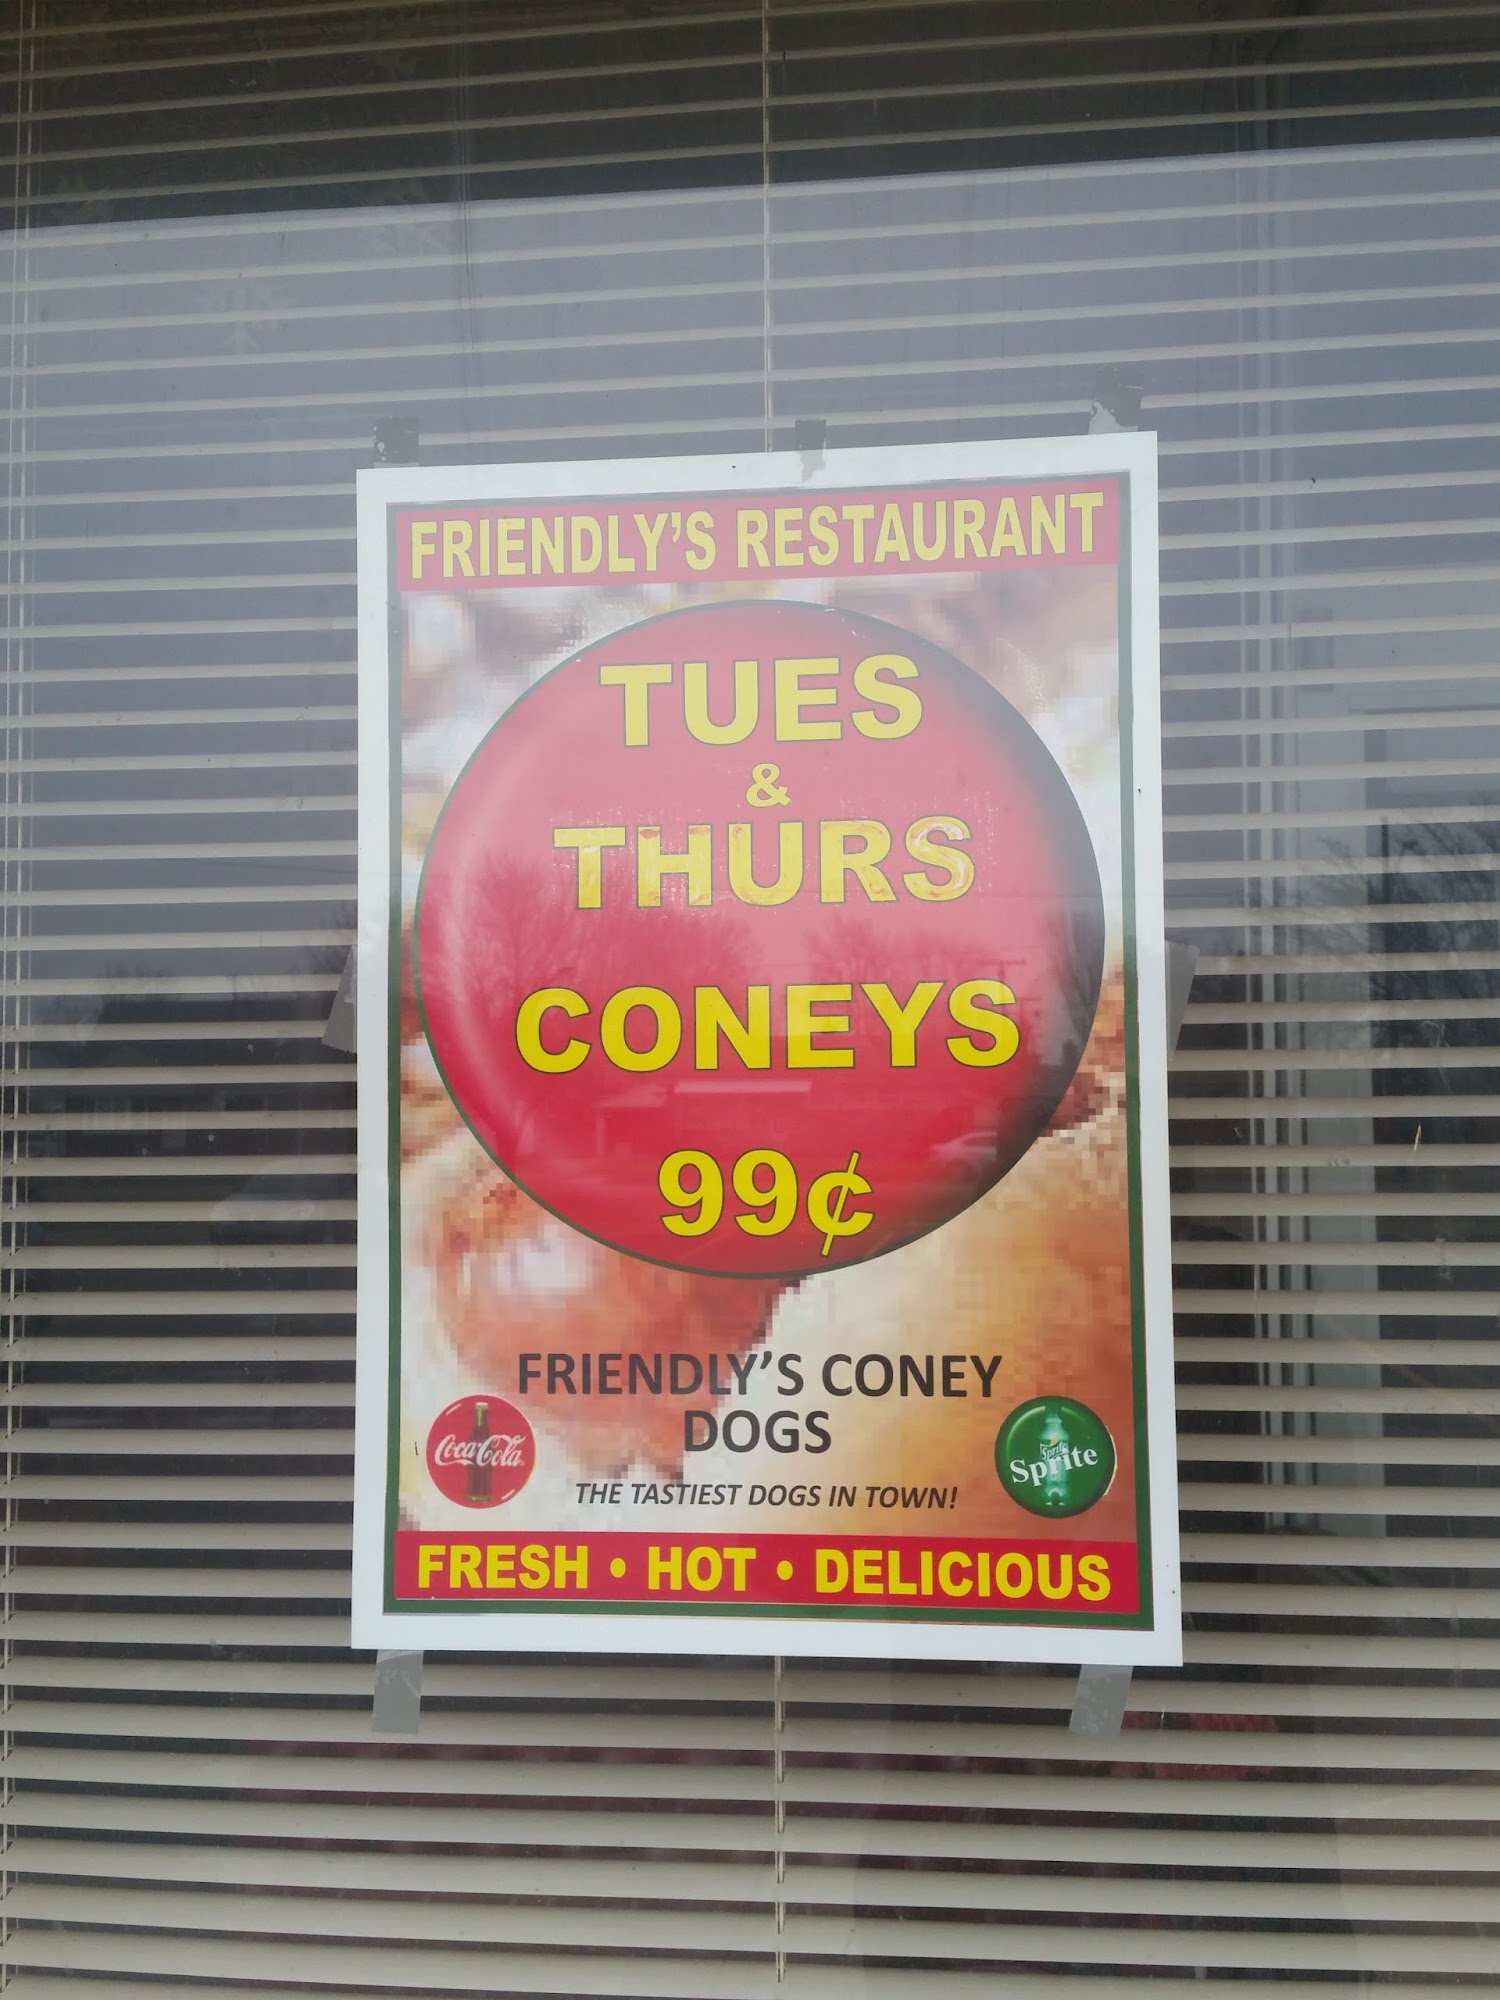 FRIENDLY'S RESTAURANT
TUES
&
THURS
CONEYS
99¢
FRIENDLY'S CONEY
DOGS
THE TASTIEST DOGS IN TOWN!
Coca-Cola
Sprite
Sprite
FRESH • HOT • DELICIOUS